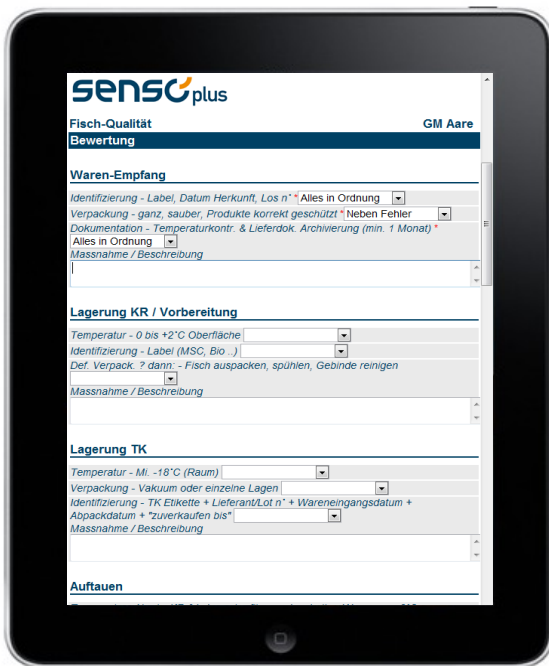 sensoplus
Fisch-Qualität GM Aare
Bewertung
Waren-Empfang
Identifizierung - Label, Datum Herkunft, Los n° * Alles in Ordnung
Verpackung - ganz, sauber, Produkte korrekt geschützt * Neben Fehler
Dokumentation - Temperaturkontr. & Lieferdok. Archivierung (min. 1 Monat) *
Alles in Ordnung
Massnahme / Beschreibung
Lagerung KR / Vorbereitung
Temperatur - 0 bis +2°C Oberfläche
Identifizierung - Label (MSC, Bio ..)
Def. Verpack. ? dann: - Fisch auspacken, spühlen, Gebinde reinigen
Massnahme / Beschreibung
Lagerung TK
Temperatur - Mi. -18°C (Raum)
Verpackung - Vakuum oder einzelne Lagen
Identifizierung - TK Etikette + Lieferant/Lot n° + Wareneingangsdatum +
Abpackdatum + "zuverkaufen bis"
Massnahme / Beschreibung
Auftauen